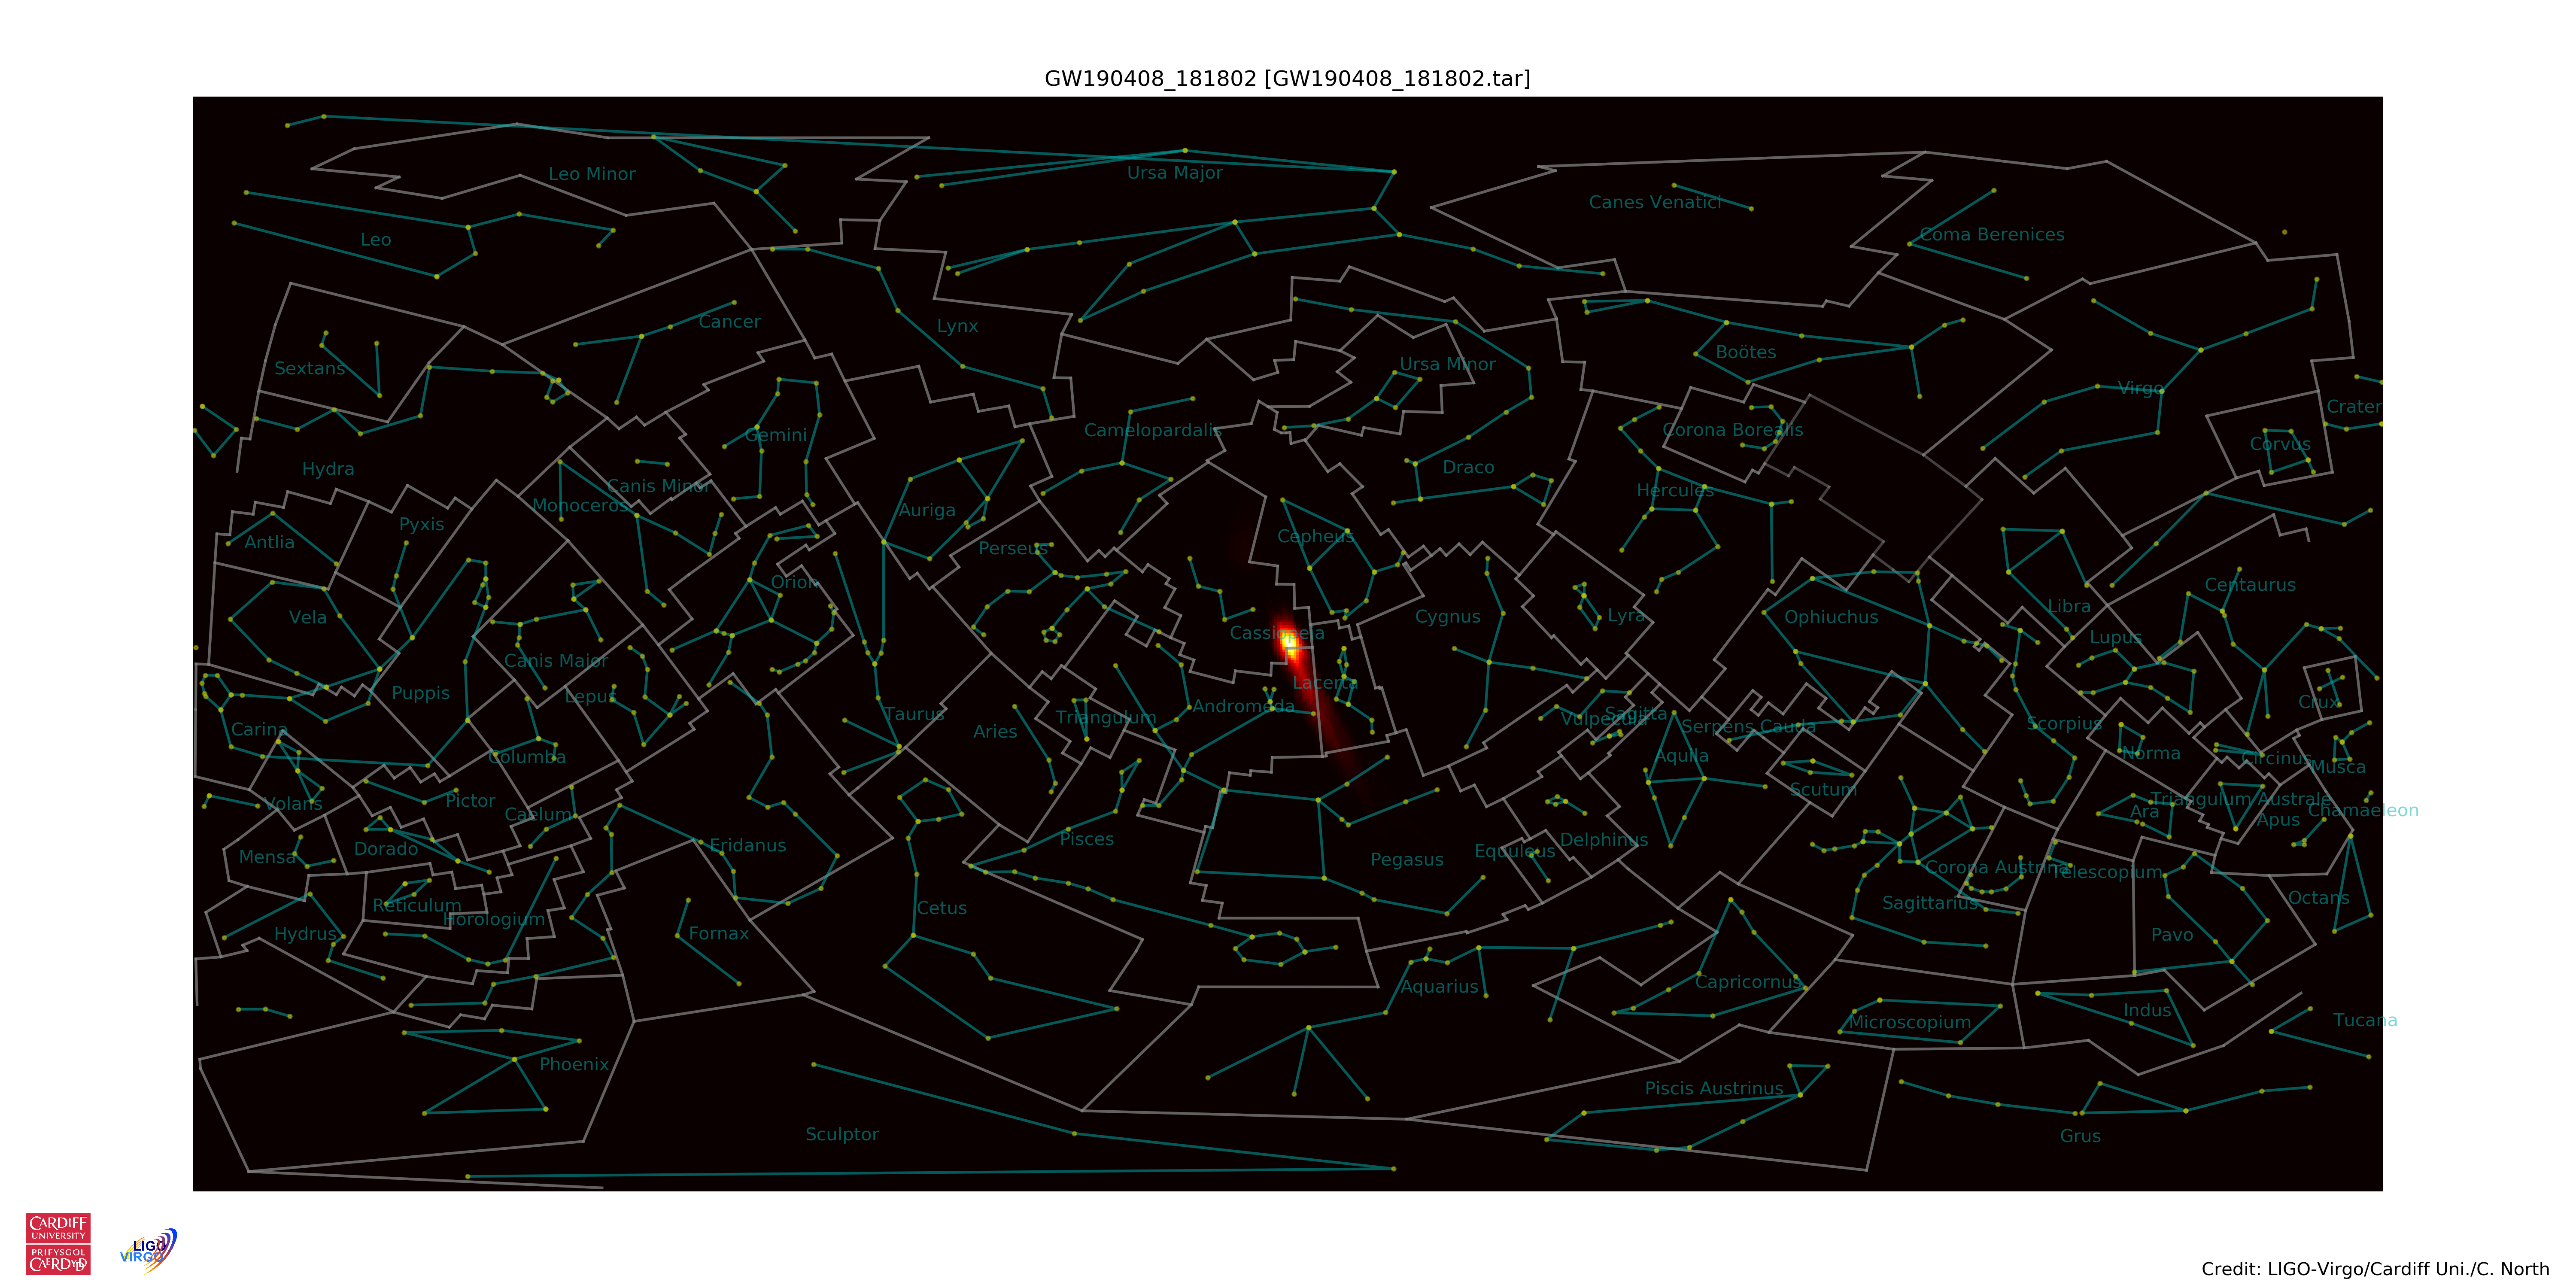 GW190408_181802 [GW190408_181802.tar]
Leo Minor
Ursa Major
Canes Venatici
Coma Berenices
Leo
Cancer
Lynx
Sextans
Ursa Minor
Boötes
Virgo
Crater
Gemini
Camelopardalis
Corona Borealis
Corvus
Hydra
Draco
Canis Minor
Monoceros
Hercules
Pyxis
Auriga
Antlia
Perseus
Cepheus
Orion
Centaurus
Vela
Cygnus
Lyra
Ophiuchus
Libra
Cassiopeia
Lupus
Canis Major
Puppis
Lepus
Lacerta
Crux
Carina
Taurus
Andromeda
Triangulum
Aries
Vulpecula
Sagitta
Serpens Cauda
Scorpius
Columba
Aquila
Norma
Circinus
Musca
Volans
Pictor
Caelum
Scutum
Triangulum Australe
Ara
Chamaeleon
Apus
Mensa
Dorado
Eridanus
Pisces
Pegasus
Equuleus
Delphinus
Corona Austrina
Telescopium
Reticulum
Horologium
Cetus
Sagittarius
Octans
Hydrus
Fornax
Pavo
Aquarius
Capricornus
Microscopium
Indus
Tucana
Phoenix
Piscis Austrinus
Sculptor
Grus
CARDIFF
UNIVERSITY
PRIFYSGOL
CAERDYDD
LIGO
VIRGO
Credit: LIGO-Virgo/Cardiff Uni./C. North